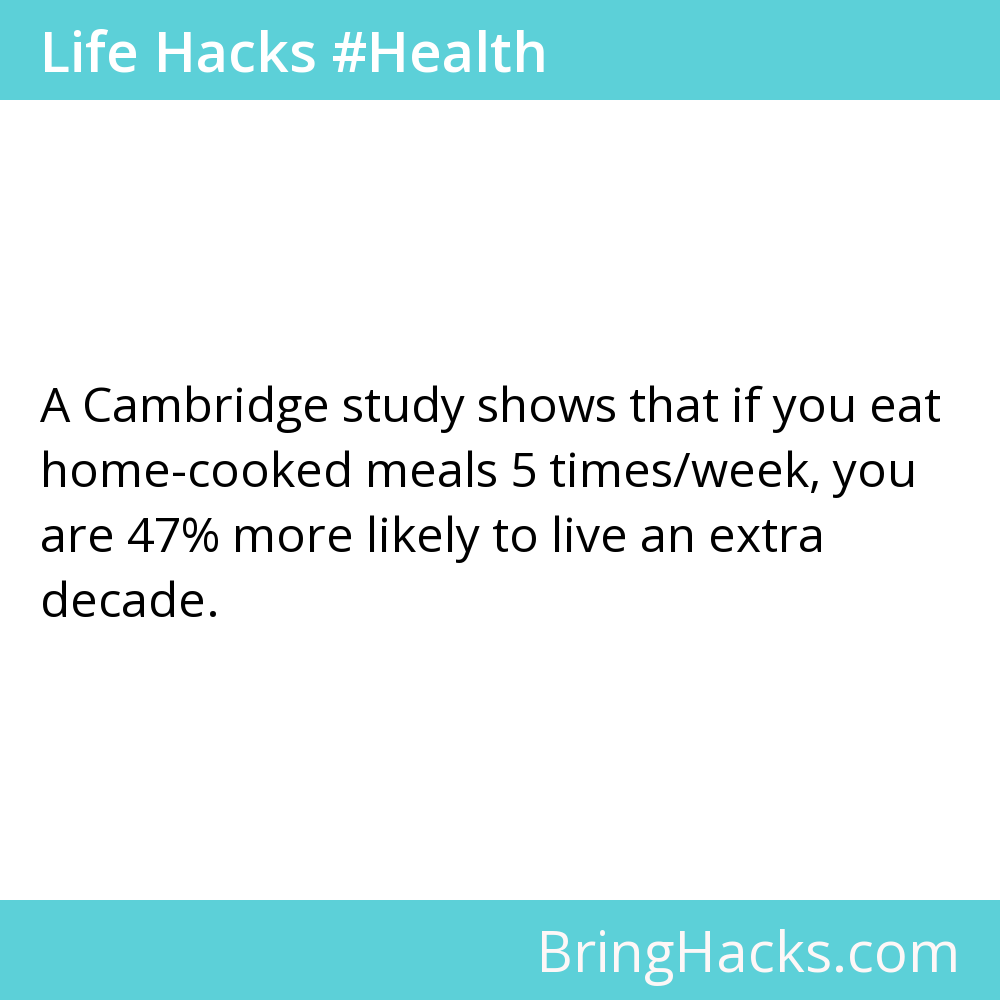 Life Hacks #Health
A Cambridge study shows that if you eat
home-cooked meals 5 times/week, you
are 47% more likely to live an extra
decade.
BringHacks.com